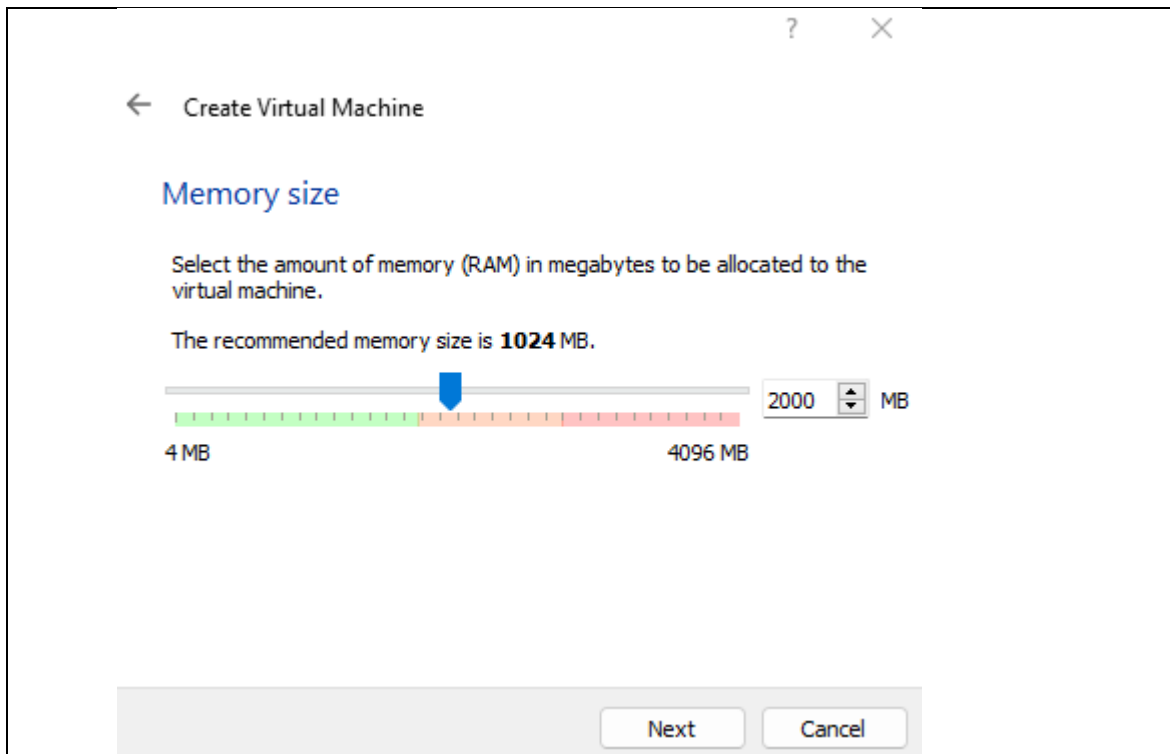 ?
Create Virtual Machine
Memory size
Select the amount of memory (RAM) in megabytes to be allocated to the
virtual machine.
The recommended memory size is 1024 MB.
2000 MB
4 MB 4096 MB
Next Cancel